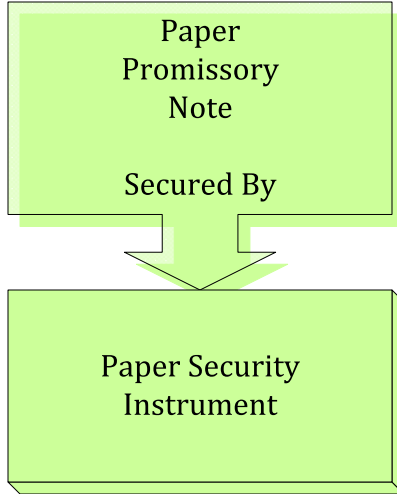 Paper
Promissory
Note
Secured By
Paper Security
Instrument